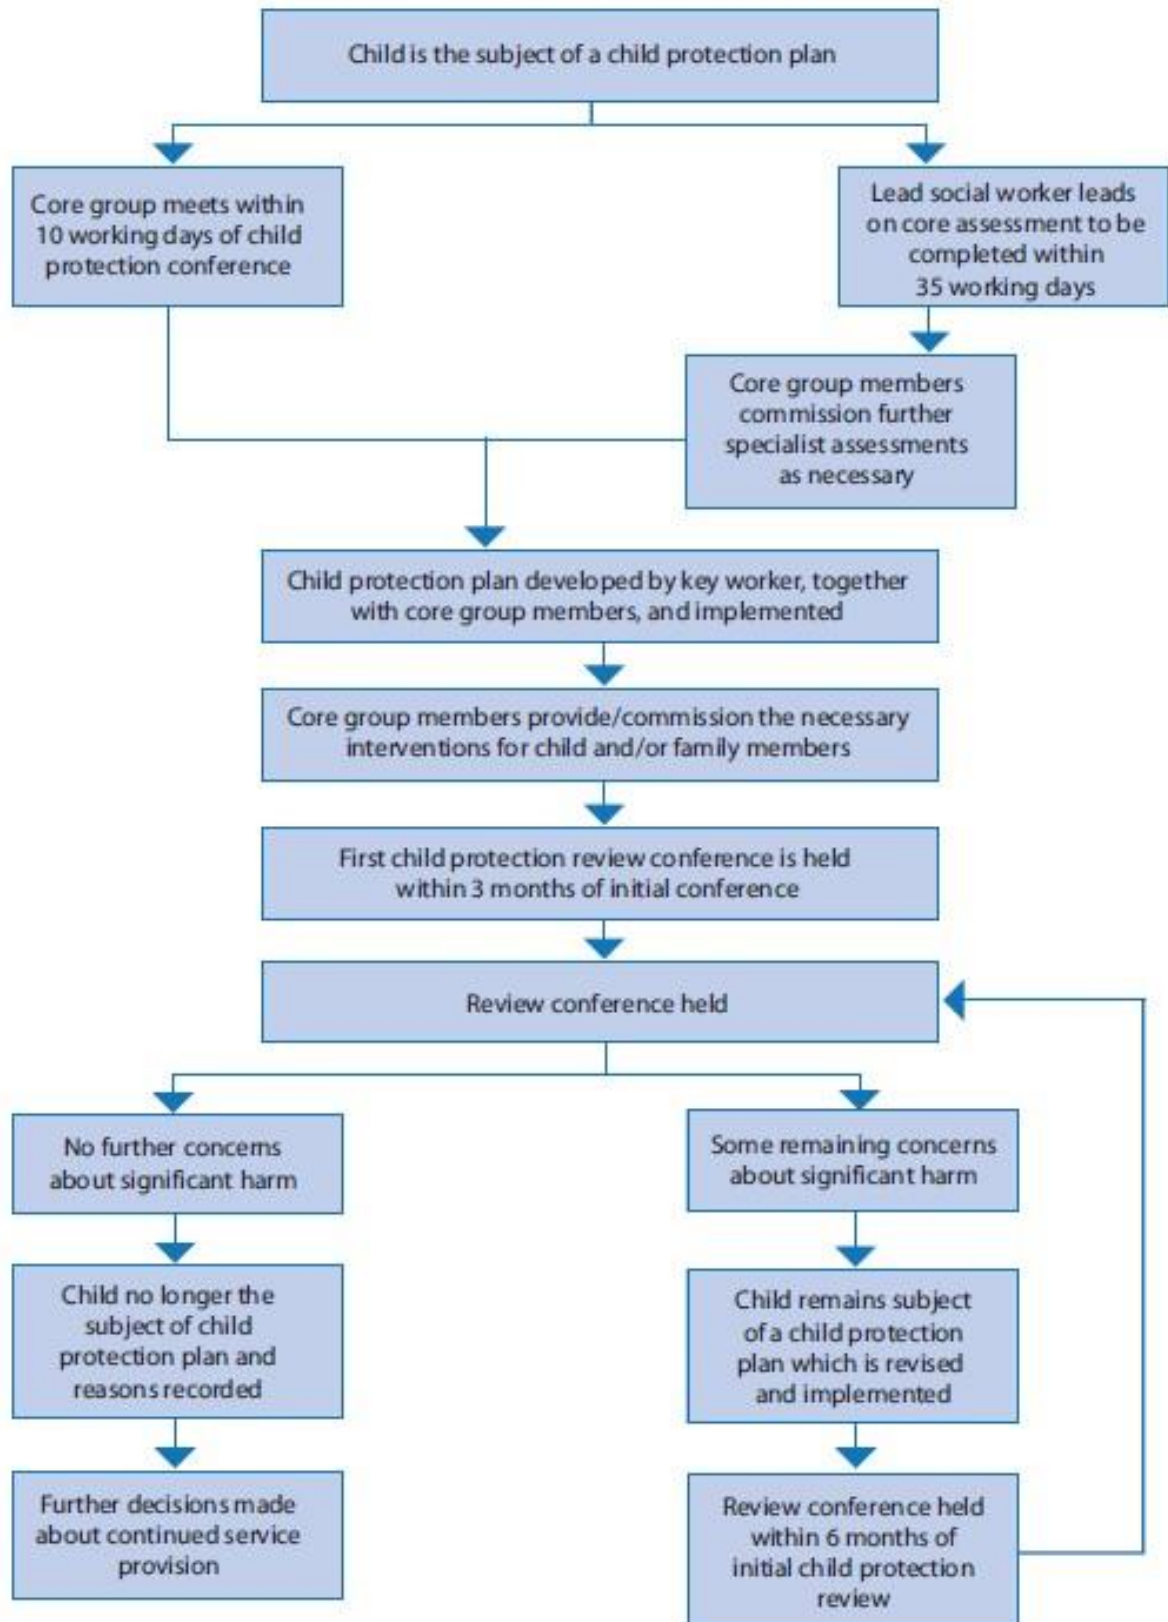 Child is the subject of a child protection plan
Core group meets within
10 working days of child
protection conference
Lead social worker leads
on core assessment to be
completed within
35 working days
Core group members
commission further
specialist assessments
as necessary
Child protection plan developed by key worker, together
with core group members, and implemented
Core group members provide/commission the necessary
interventions for child and/or family members
First child protection review conference is held
within 3 months of initial conference
Review conference held
No further concerns
about significant harm
Some remaining concerns
about significant harm
Child no longer the
subject of child
protection plan and
reasons recorded
Child remains subject
of a child protection
plan which is revised
and implemented
Further decisions made
about continued service
provision
Review conference held
within 6 months of
initial child protection
review